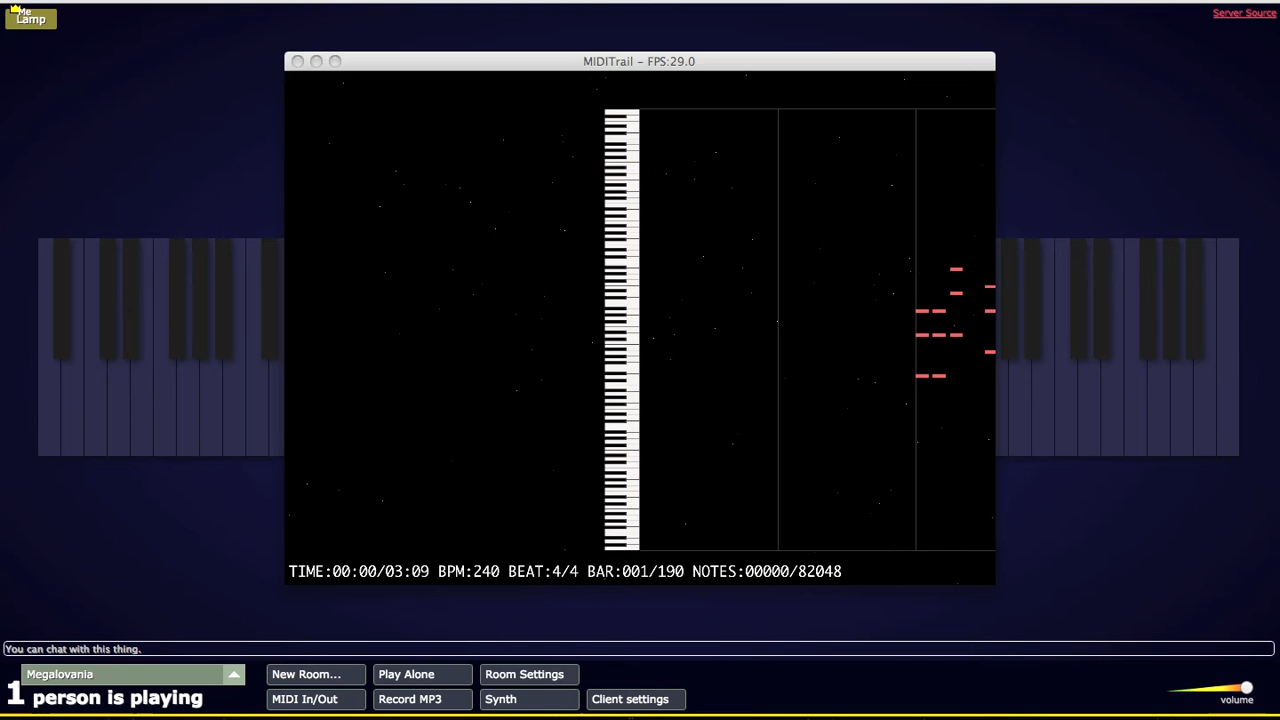 Me
Lamp
Server Source
MIDITrail - FPS:29.0
TIME:00:00/03:09 BPM:240 BEAT:4/4 BAR:001/190 NOTES:00000/82048
You can chat with this thing.
Megalovania
New Room...
Play Alone
Room Settings
1 person is playing
MIDI In/Out
Record MP3
Synth
Client settings
volume